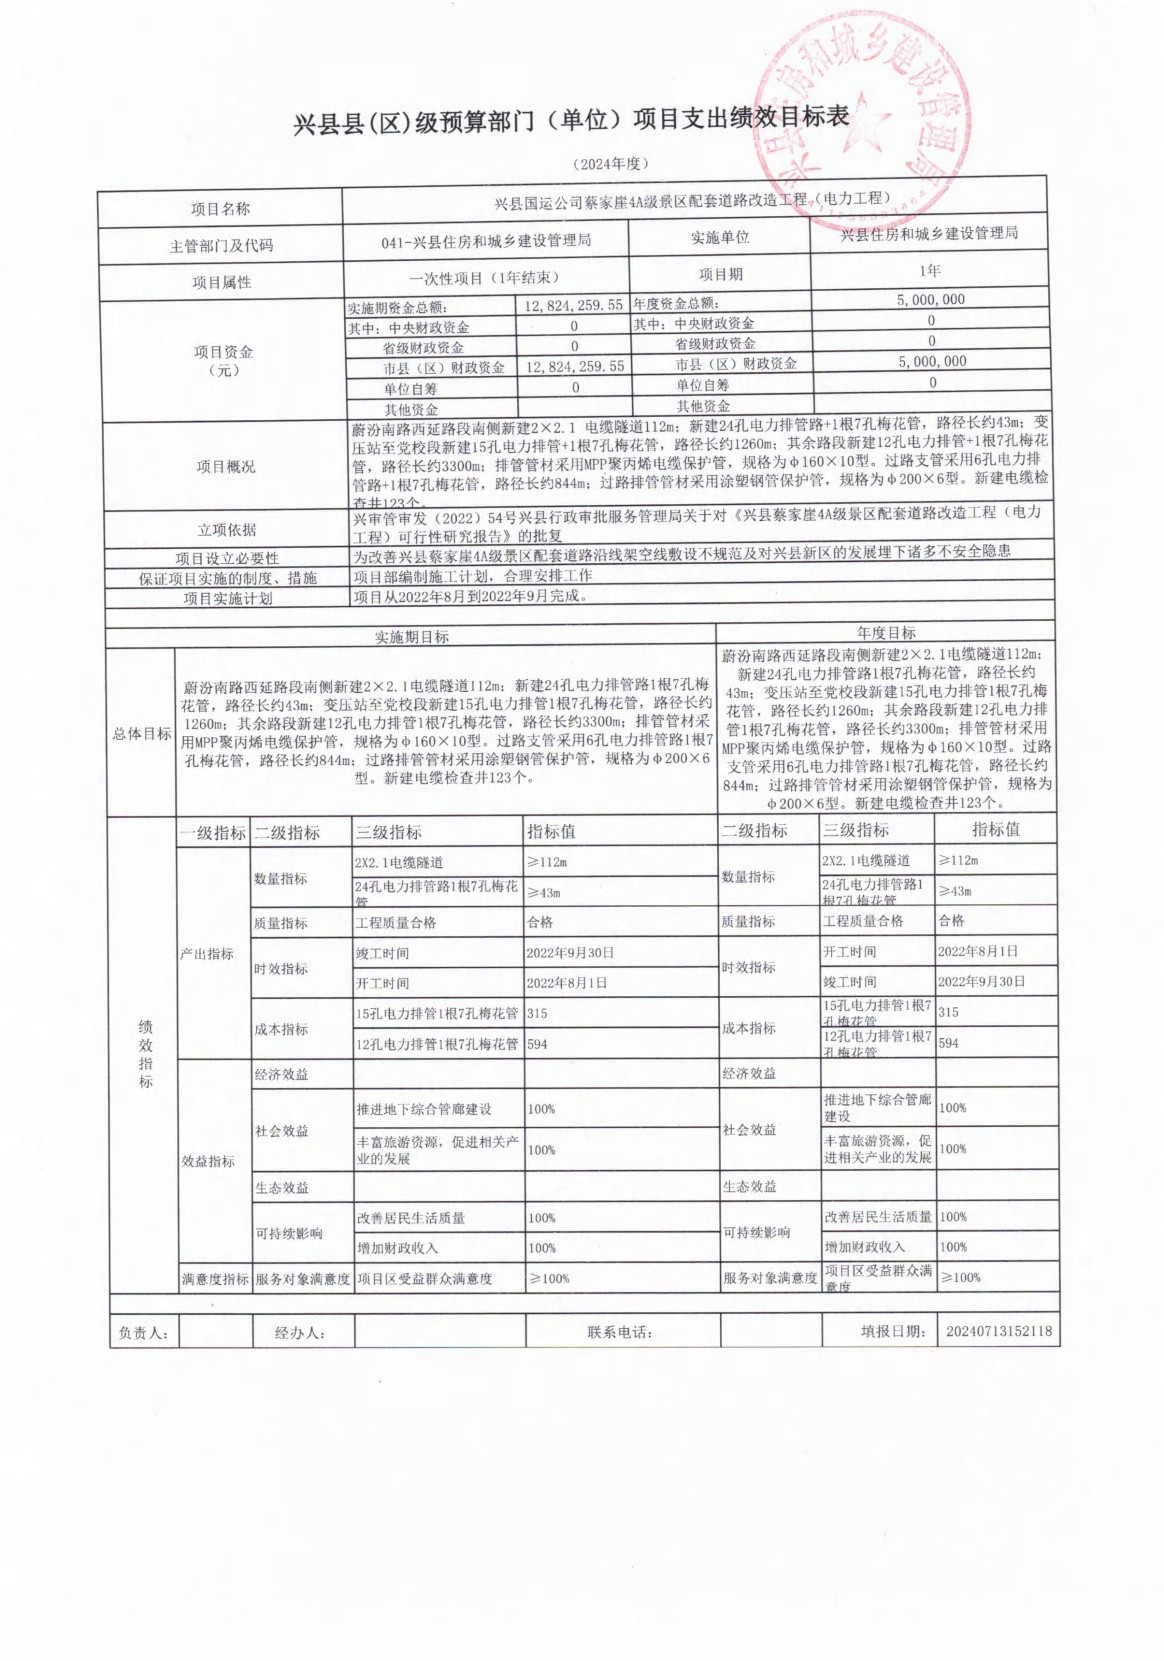 兴县县(区)级预算部门（单位）项目支出绩效目标表
（2024年度）
兴县住房和城乡建设管理局
项目名称
兴县国运公司蔡家崖4A级景区配套道路改造工程（电力工程）
主管部门及代码
041-兴县住房和城乡建设管理局
实施单位
兴县住房和城乡建设管理局
项目属性
一次性项目（1年结束）
项目期
1年
项目资金
（元）
实施期资金总额：
12,824,259.55
年度资金总额：
5,000,000
其中：中央财政资金
0
其中：中央财政资金
0
省级财政资金
0
省级财政资金
0
市县（区）财政资金
12,824,259.55
市县（区）财政资金
5,000,000
单位自筹
0
单位自筹
0
其他资金
其他资金
项目概况
蔚汾南路西延路段南侧新建2×2.1 电缆隧道112m；新建24孔电力排管路+1根7孔梅花管，路径长约43m；变
压站至党校段新建15孔电力排管+1根7孔梅花管，路径长约1260m；其余路段新建12孔电力排管+1根7孔梅花
管，路径长约3300m；排管管材采用MPP聚丙烯电缆保护管，规格为φ160×10型。过路支管采用6孔电力排
管路+1根7孔梅花管，路径长约844m；过路排管管材采用涂塑钢管保护管，规格为φ200×6型。新建电缆检
查井123个。
立项依据
兴审管审发（2022）54号兴县行政审批服务管理局关于对《兴县蔡家崖4A级景区配套道路改造工程（电力
工程）可行性研究报告》的批复
项目设立必要性
为改善兴县蔡家崖4A级景区配套道路沿线架空线敷设不规范及对兴县新区的发展埋下诸多不安全隐患
保证项目实施的制度、措施
项目部编制施工计划，合理安排工作
项目实施计划
项目从2022年8月到2022年9月完成。
实施期目标
年度目标
总体目标
蔚汾南路西延路段南侧新建2×2.1电缆隧道112m；新建24孔电力排管路1根7孔梅
花管，路径长约43m；变压站至党校段新建15孔电力排管1根7孔梅花管，路径长约
1260m；其余路段新建12孔电力排管1根7孔梅花管，路径长约3300m；排管管材采
用MPP聚丙烯电缆保护管，规格为φ160×10型。过路支管采用6孔电力排管路1根7
孔梅花管，路径长约844m；过路排管管材采用涂塑钢管保护管，规格为φ200×6
型。新建电缆检查井123个。
蔚汾南路西延路段南侧新建2×2.1电缆隧道112m；
新建24孔电力排管路1根7孔梅花管，路径长约
43m；变压站至党校段新建15孔电力排管1根7孔梅
花管，路径长约1260m；其余路段新建12孔电力排
管1根7孔梅花管，路径长约3300m；排管管材采用
MPP聚丙烯电缆保护管，规格为φ160×10型。过路
支管采用6孔电力排管路1根7孔梅花管，路径长约
844m；过路排管管材采用涂塑钢管保护管，规格为
φ200×6型。新建电缆检查井123个。
绩效指标
一级指标
二级指标
三级指标
指标值
二级指标
三级指标
指标值
产出指标
数量指标
2X2.1电缆隧道
≥112m
数量指标
2X2.1电缆隧道
≥112m
24孔电力排管路1根7孔梅花
管
≥43m
24孔电力排管路1
根7孔梅花管
≥43m
质量指标
工程质量合格
合格
质量指标
工程质量合格
合格
时效指标
竣工时间
2022年9月30日
时效指标
开工时间
2022年8月1日
开工时间
2022年8月1日
竣工时间
2022年9月30日
成本指标
15孔电力排管1根7孔梅花管
315
成本指标
15孔电力排管1根7
孔梅花管
315
12孔电力排管1根7孔梅花管
594
12孔电力排管1根7
孔梅花管
594
效益指标
经济效益
经济效益
社会效益
推进地下综合管廊建设
100%
社会效益
推进地下综合管廊
建设
100%
丰富旅游资源，促进相关产
业的发展
100%
丰富旅游资源，促
进相关产业的发展
100%
生态效益
生态效益
可持续影响
改善居民生活质量
100%
可持续影响
改善居民生活质量
100%
增加财政收入
100%
增加财政收入
100%
满意度指标
服务对象满意度
项目区受益群众满意度
≥100%
服务对象满意度
项目区受益群众满
意度
≥100%
负责人：
经办人：
联系电话：
填报日期：
20240713152118